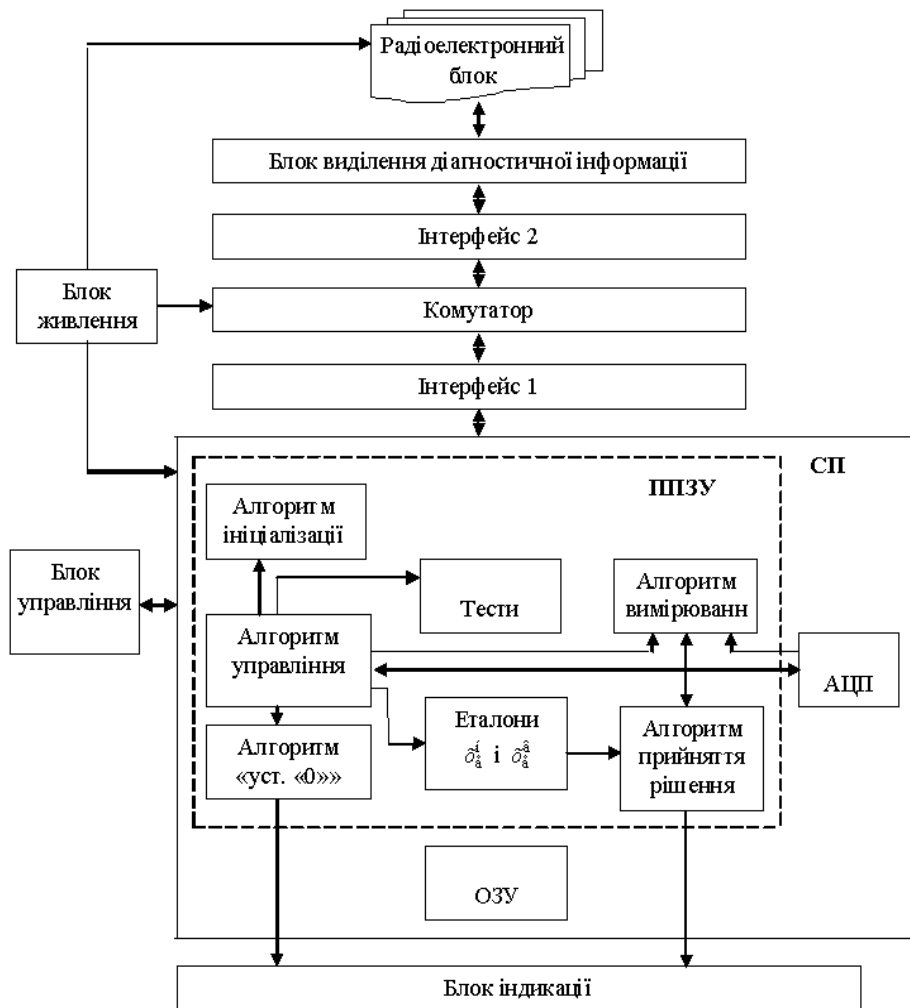 Радіоелектронний
блок
Блок виділення діагностичної інформації
Інтерфейс 2
Блок
живлення
Комутатор
Інтерфейс 1
СП
ППЗУ
Алгоритм
ініціалізації
Блок
управління
Тести
Алгоритм
вимірюванн
Алгоритм
управління
АЦП
Еталони
і
Алгоритм
«уст. «0»»
Алгоритм
прийняття
рішення
ОЗУ
Блок індикації